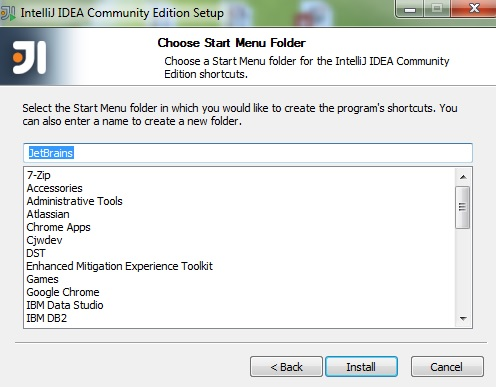 IntelliJ IDEA Community Edition Setup
Choose Start Menu Folder
Choose a Start Menu folder for the IntelliJ IDEA Community
Edition shortcuts.
Select the Start Menu folder in which you would like to create the program's shortcuts. You
can also enter a name to create a new folder.
JetBrains
7-Zip
Accessories
Administrative Tools
Atlassian
Chrome Apps
Cjwdev
DST
Enhanced Mitigation Experience Toolkit
Games
Google Chrome
IBM Data Studio
IBM DB2
< Back Install Cancel